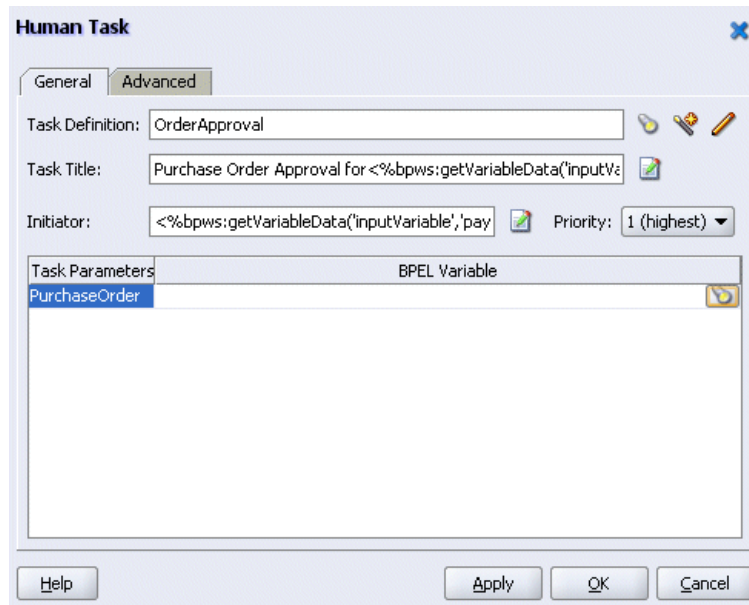 Human Task
General Advanced
Task Definition: OrderApproval
Task Title: Purchase Order Approval for<%bpws:getVariableData('inputVa
Initiator: <%bpws:getVariableData('inputVariable','pay Priority: 1 (highest)
Task Parameters BPEL Variable
PurchaseOrder
Help Apply OK Cancel